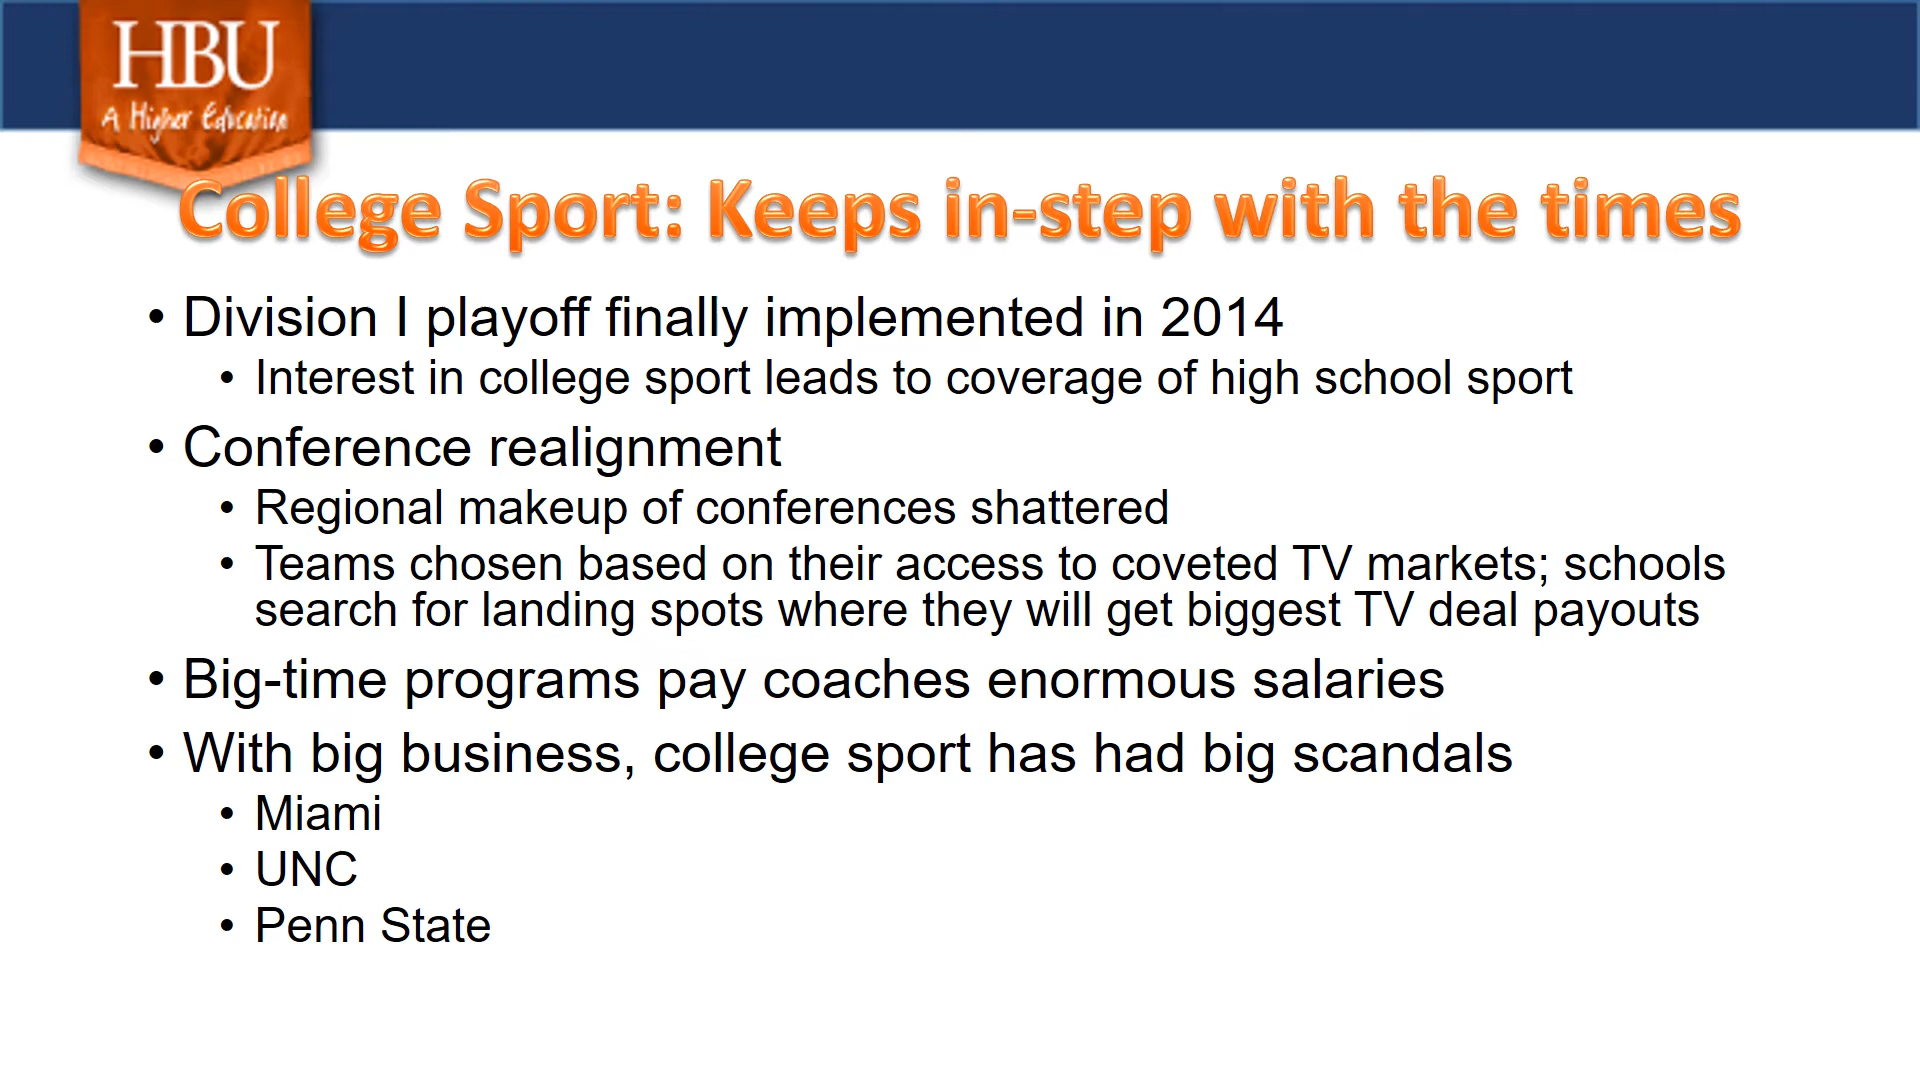 HBU
A Higher Education
College Sport: Keeps in-step with the times
• Division I playoff finally implemented in 2014
• Interest in college sport leads to coverage of high school sport
• Conference realignment
• Regional makeup of conferences shattered
• Teams chosen based on their access to coveted TV markets; schools
search for landing spots where they will get biggest TV deal payouts
• Big-time programs pay coaches enormous salaries
• With big business, college sport has had big scandals
• Miami
• UNC
• Penn State